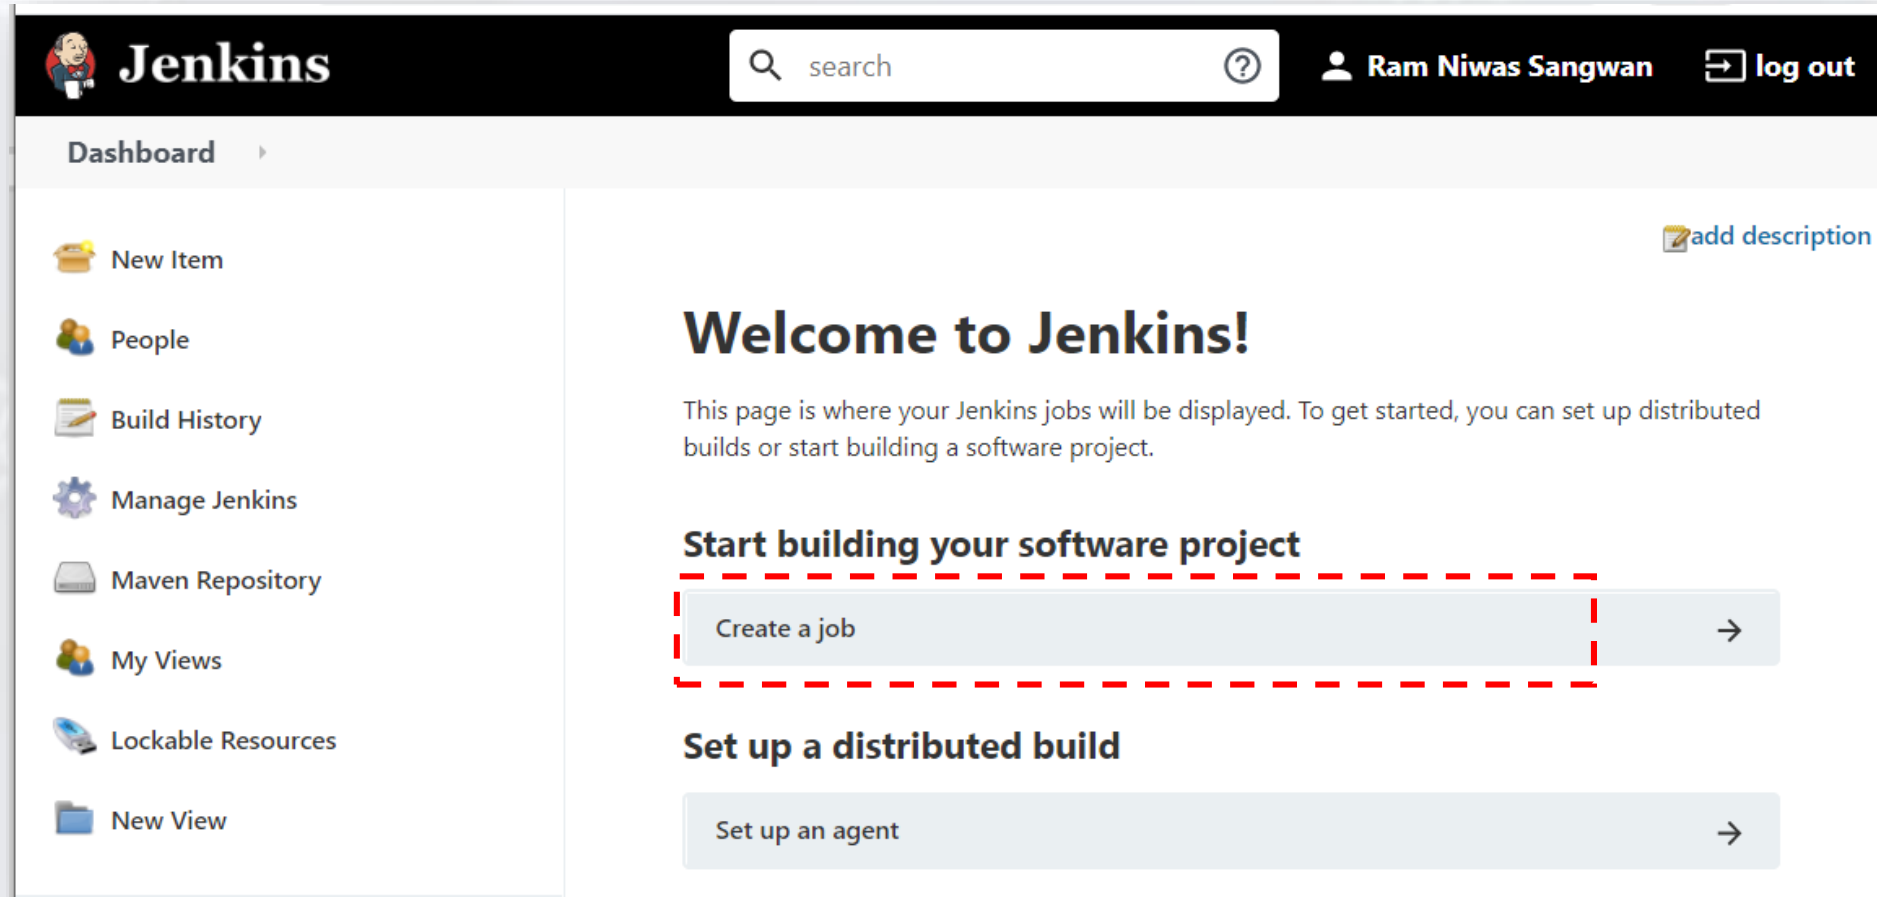 Jenkins
search
Ram Niwas Sangwan
log out
Dashboard
New Item
People
Build History
Manage Jenkins
Maven Repository
My Views
Lockable Resources
New View
add description
Welcome to Jenkins!
This page is where your Jenkins jobs will be displayed. To get started, you can set up distributed
builds or start building a software project.
Start building your software project
Create a job
Set up a distributed build
Set up an agent